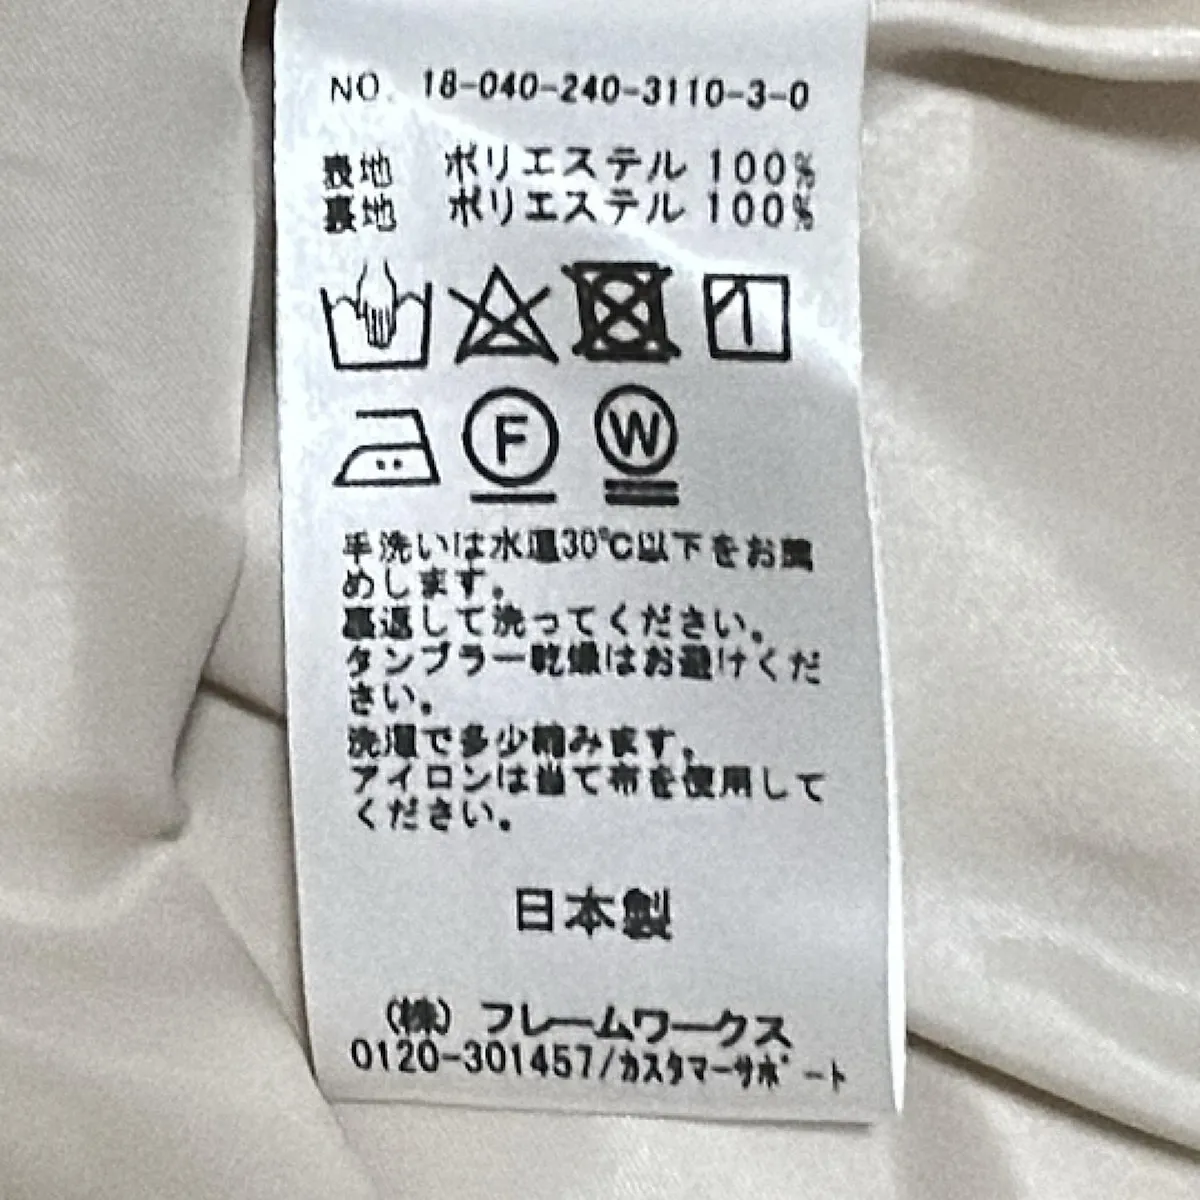 NO. 18-040-240-3110-3-0
表地 ポリエステル 100%
裏地 ポリエステル 100%
F W
手洗いは水温30℃以下をお薦
めします。
裏返して洗ってください。
タンブラー乾燥はお避けくだ
さい。
洗濯で多少縮みます。
アイロンは当て布を使用して
ください。
日本製
(株) フレームワークス
0120-301457/カスタマーサポート